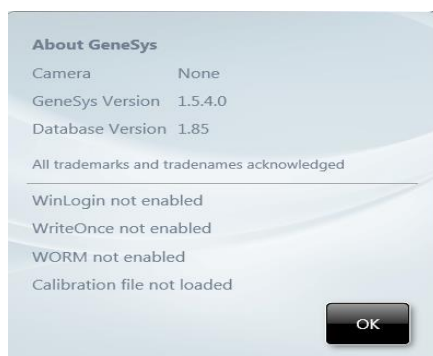 About GeneSys
Camera None
GeneSys Version 1.5.4.0
Database Version 1.85
All trademarks and tradenames acknowledged
WinLogin not enabled
WriteOnce not enabled
WORM not enabled
Calibration file not loaded
OK